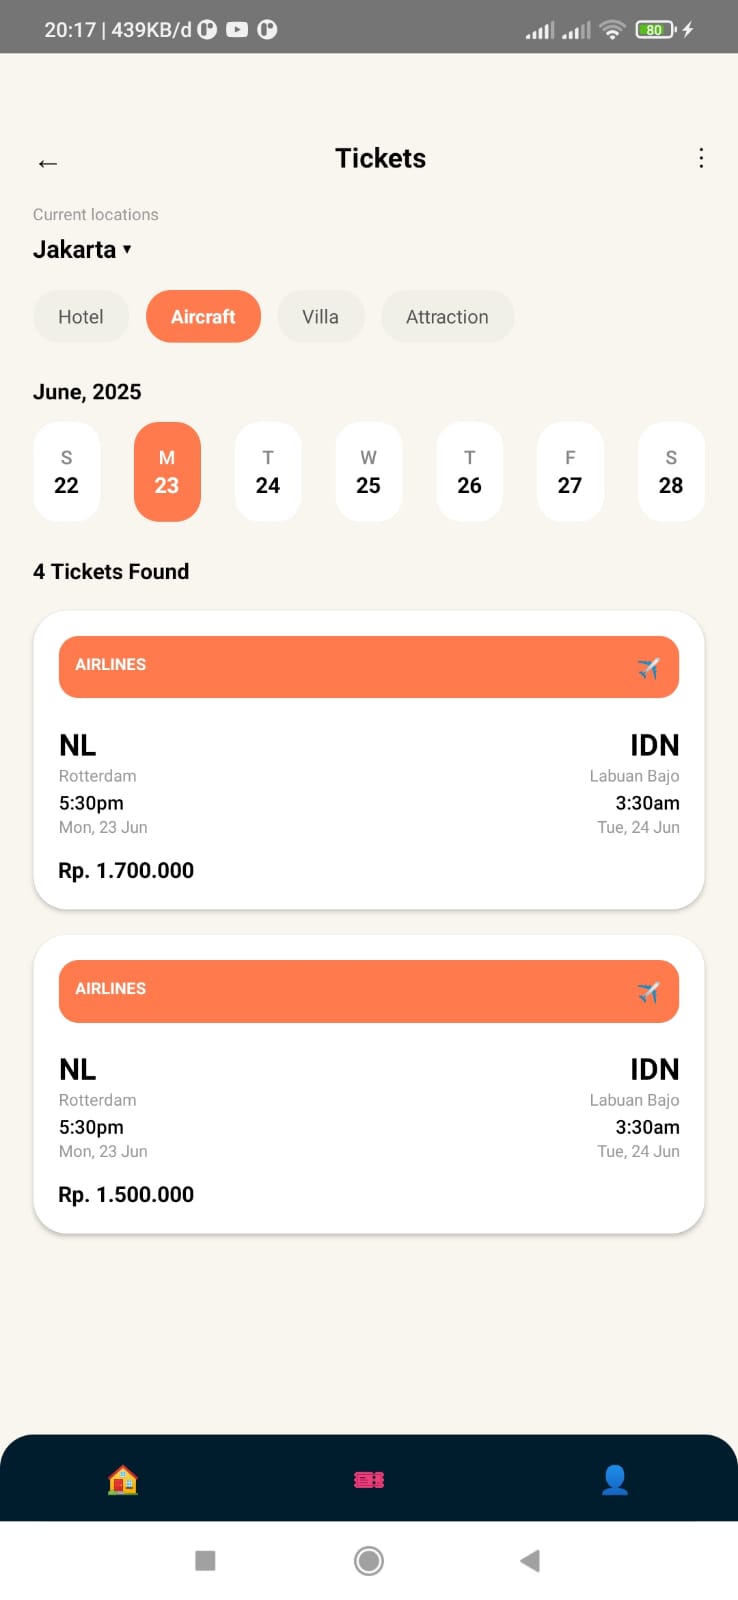 20:17 | 439KB/d
80
Tickets
Current locations
Jakarta
Hotel Aircraft Villa Attraction
June, 2025
S M T W T F S
22 23 24 25 26 27 28
4 Tickets Found
AIRLINES
NL IDN
Rotterdam Labuan Bajo
5:30pm 3:30am
Mon, 23 Jun Tue, 24 Jun
Rp. 1.700.000
AIRLINES
NL IDN
Rotterdam Labuan Bajo
5:30pm 3:30am
Mon, 23 Jun Tue, 24 Jun
Rp. 1.500.000